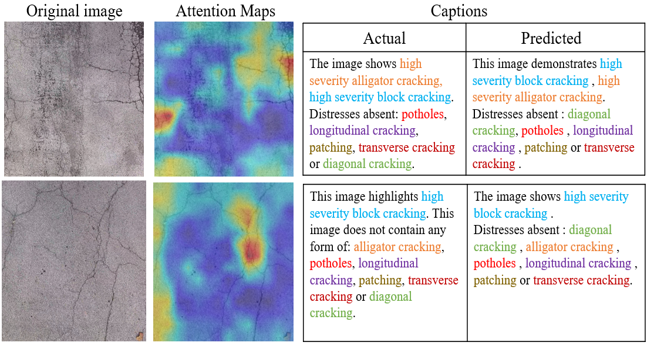 Original image
Attention Maps
Captions
Actual
Predicted
The image shows high
severity alligator cracking,
high severity block cracking.
Distresses absent: potholes,
longitudinal cracking,
patching, transverse cracking
or diagonal cracking.
This image demonstrates high
severity block cracking , high
severity alligator cracking.
Distresses absent : diagonal
cracking, potholes , longitudinal
cracking , patching or transverse
cracking .
This image highlights high
severity block cracking. This
image does not contain any
form of: alligator cracking,
potholes, longitudinal
cracking, patching, transverse
cracking or diagonal
cracking.
The image shows high severity
block cracking .
Distresses absent : diagonal
cracking , alligator cracking ,
potholes , longitudinal cracking ,
patching or transverse cracking.